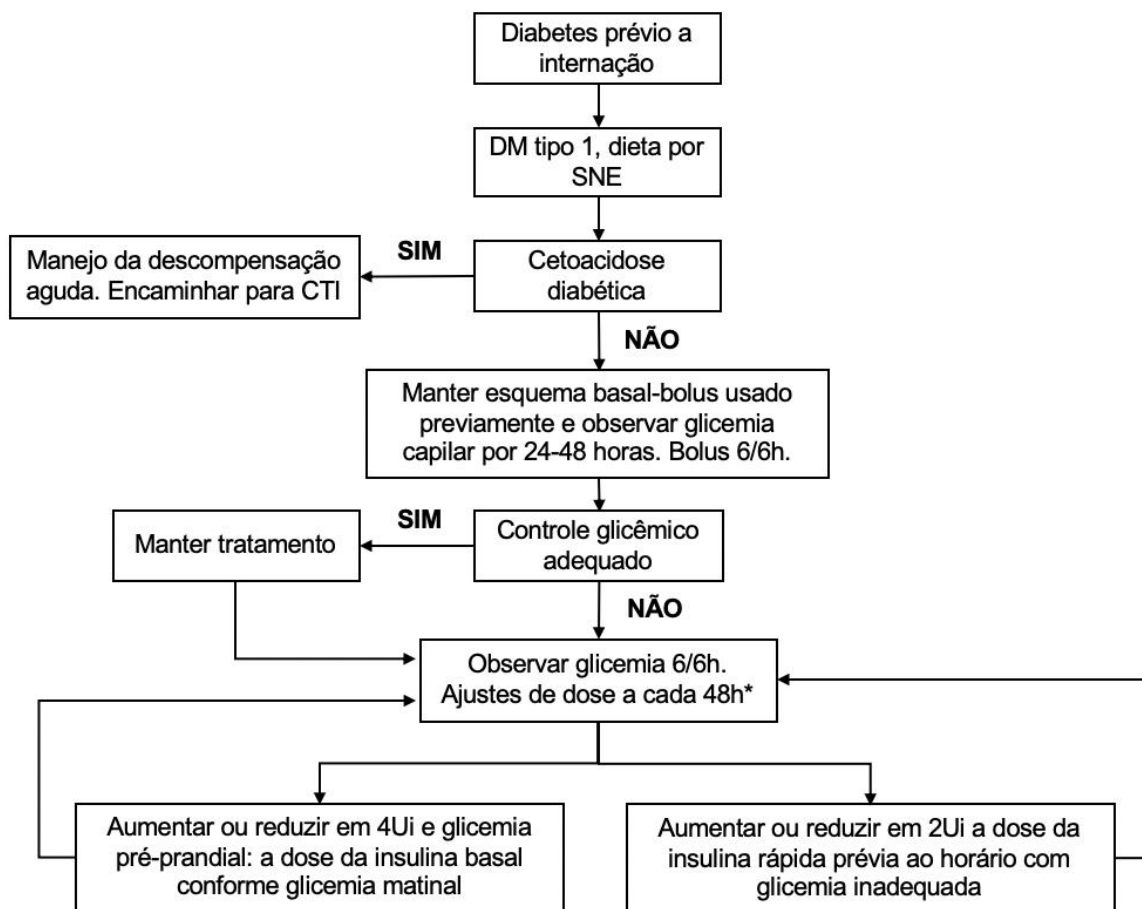 Diabetes prévio a
internação
DM tipo 1, dieta por
SNE
SIM
Manejo da descompensação
aguda. Encaminhar para CTI
Cetoacidose
diabética
NÃO
Manter esquema basal-bolus usado
previamente e observar glicemia
capilar por 24-48 horas. Bolus 6/6h.
SIM
Manter tratamento
Controle glicêmico
adequado
NÃO
Observar glicemia 6/6h.
Ajustes de dose a cada 48h*
Aumentar ou reduzir em 4Ui e glicemia
pré-prandial: a dose da insulina basal
conforme glicemia matinal
Aumentar ou reduzir em 2Ui a dose da
insulina rápida prévia ao horário com
glicemia inadequada